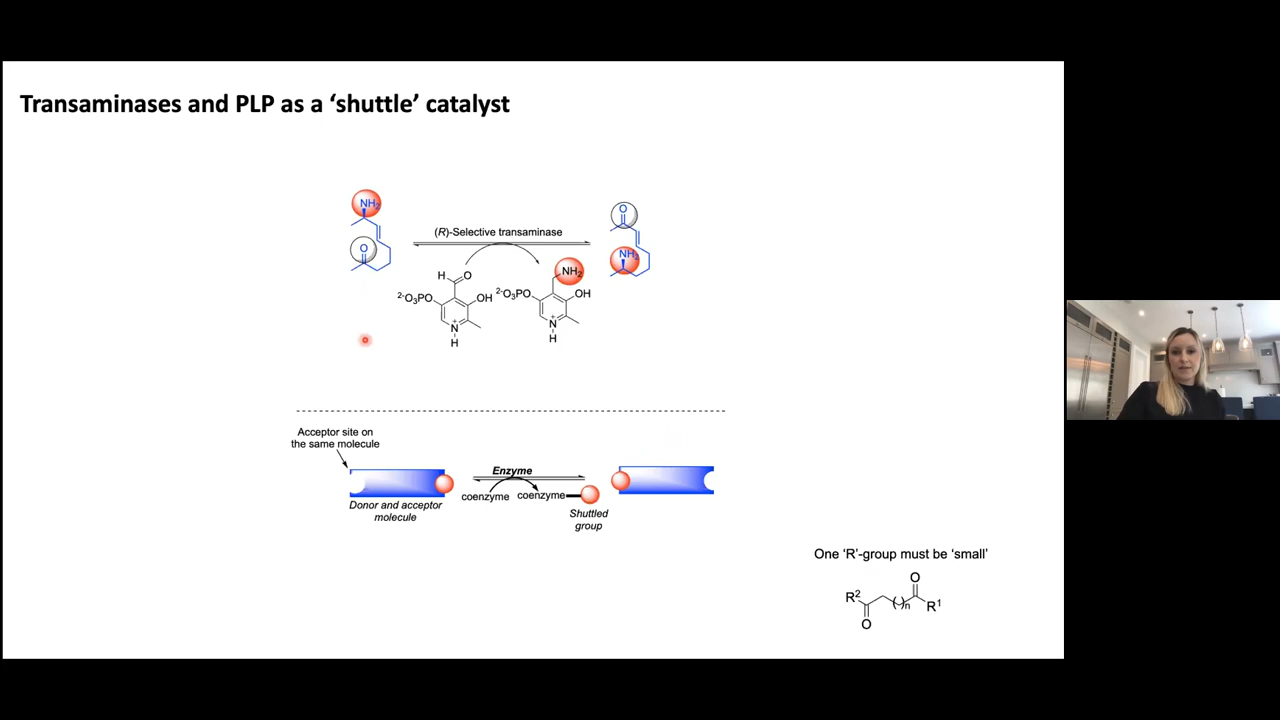 Transaminases and PLP as a ‘shuttle’ catalyst
NH2
O
(R)-Selective transaminase
O
NH2
H
O
2-O3PO
OH
N+
H
NH2
2-O3PO
OH
N+
H
Acceptor site on
the same molecule
Donor and acceptor
molecule
Enzyme
coenzyme
coenzyme
Shuttled
group
One ‘R’-group must be ‘small’
O
R2
( )n
R1
O